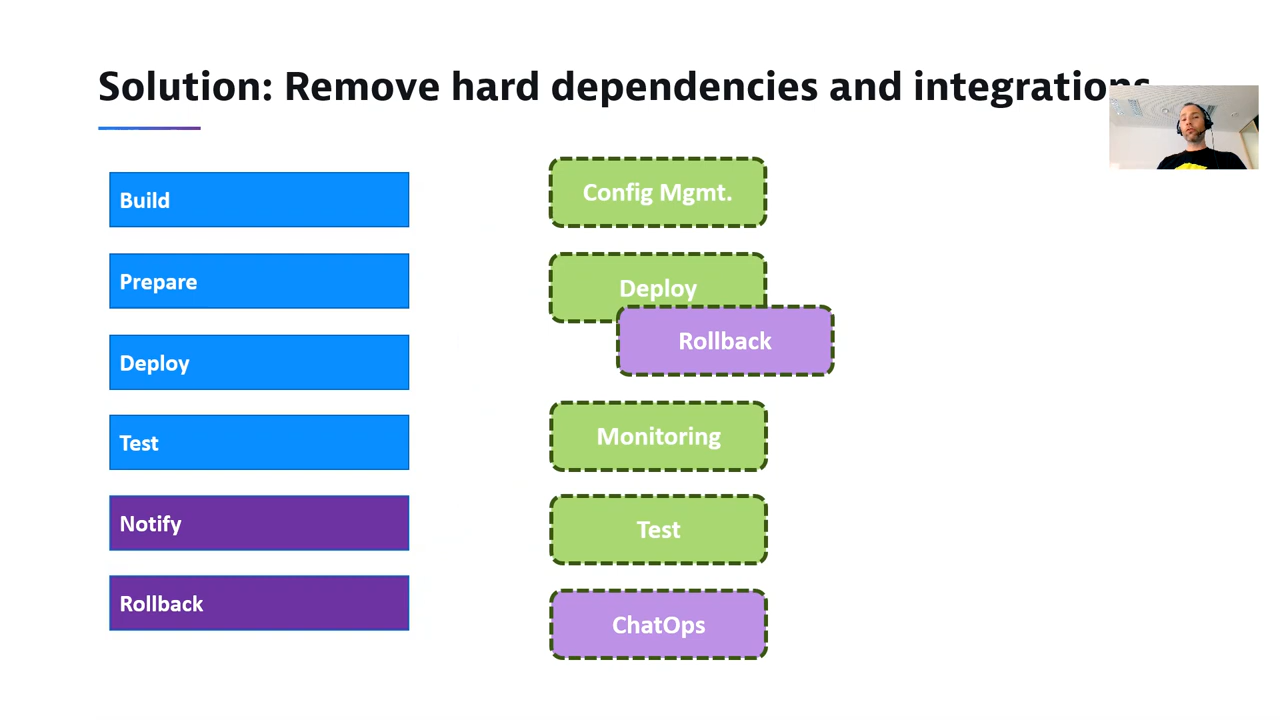 Solution: Remove hard dependencies and integrations
Build
Prepare
Deploy
Test
Notify
Rollback
Config Mgmt.
Deploy
Rollback
Monitoring
Test
ChatOps